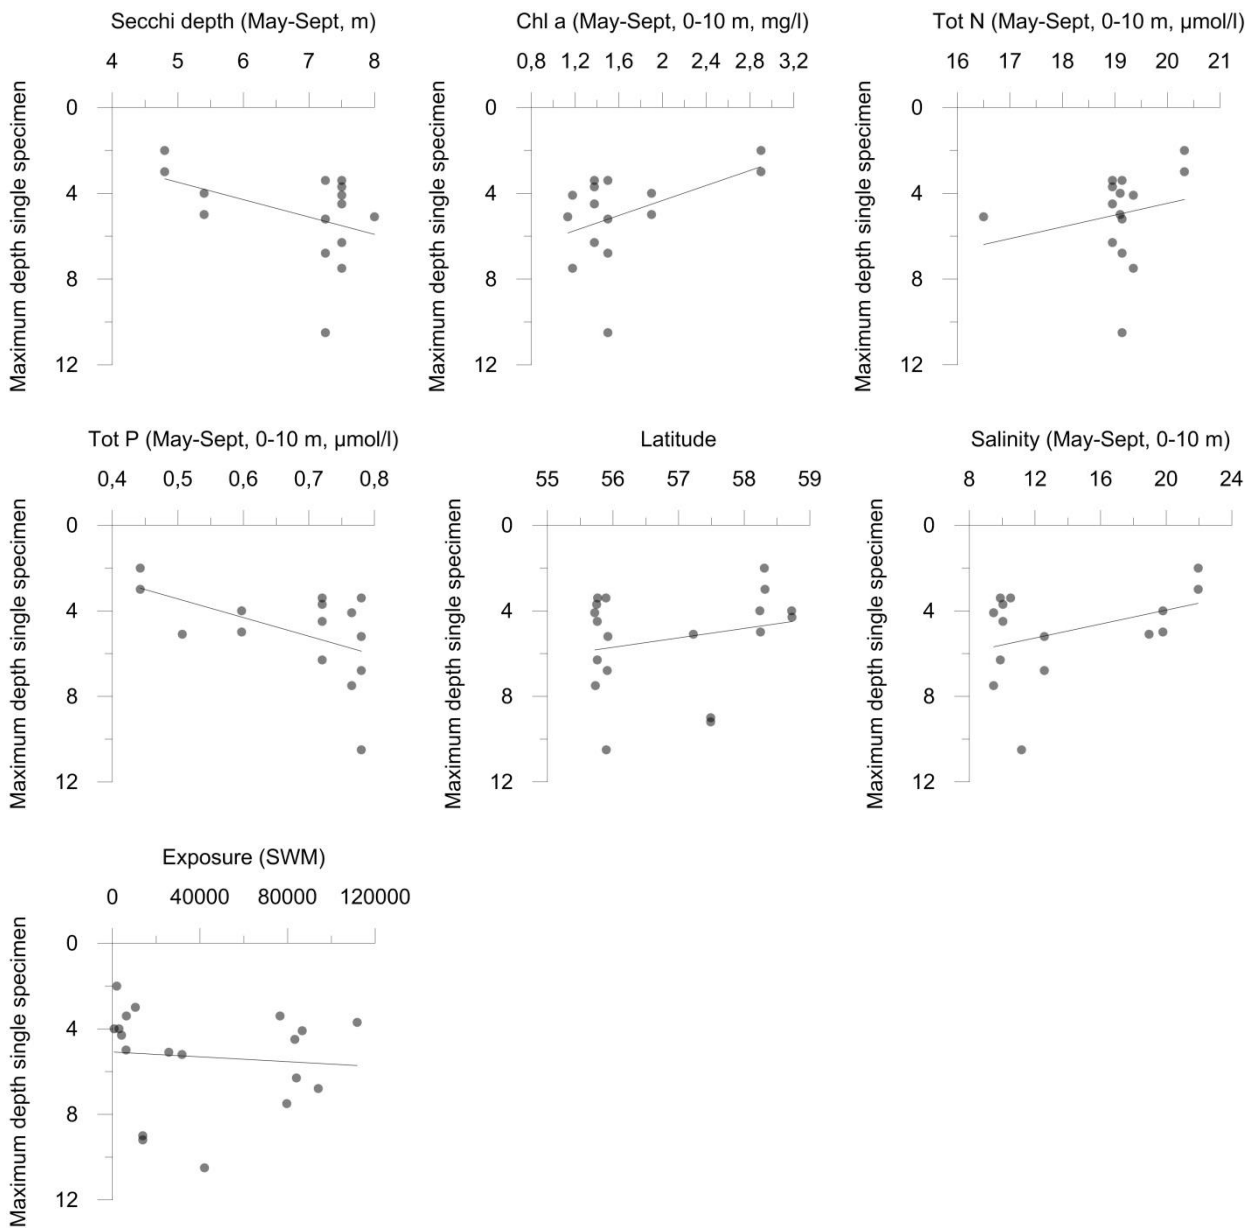 Secchi depth (May-Sept, m)
4 5 6 7 8
0
4
8
12
Maximum depth single specimen
Chl a (May-Sept, 0-10 m, mg/l)
0,8 1,2 1,6 2 2,4 2,8 3,2
0
4
8
12
Maximum depth single specimen
Tot N (May-Sept, 0-10 m, µmol/l)
16 17 18 19 20 21
0
4
8
12
Maximum depth single specimen
Tot P (May-Sept, 0-10 m, µmol/l)
0,4 0,5 0,6 0,7 0,8
0
4
8
12
Maximum depth single specimen
Latitude
55 56 57 58 59
0
4
8
12
Maximum depth single specimen
Salinity (May-Sept, 0-10 m)
8 12 16 20 24
0
4
8
12
Maximum depth single specimen
Exposure (SWM)
0 40000 80000 120000
0
4
8
12
Maximum depth single specimen